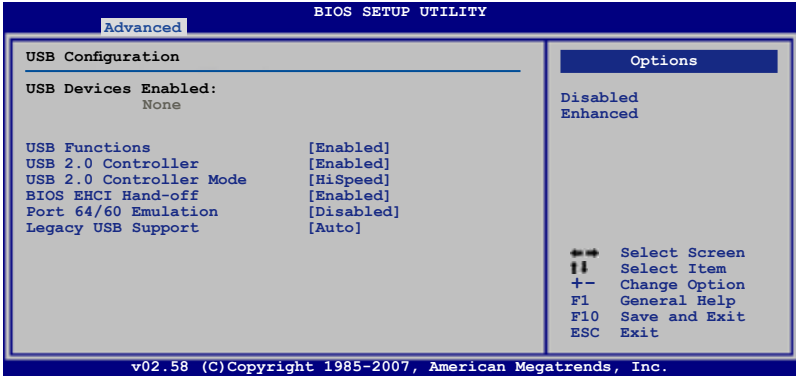 BIOS SETUP UTILITY
Advanced
USB Configuration
USB Devices Enabled:
None
USB Functions [Enabled]
USB 2.0 Controller [Enabled]
USB 2.0 Controller Mode [HiSpeed]
BIOS EHCI Hand-off [Enabled]
Port 64/60 Emulation [Disabled]
Legacy USB Support [Auto]
Options
Disabled
Enhanced
←→ Select Screen
↑↓ Select Item
+- Change Option
F1 General Help
F10 Save and Exit
ESC Exit
v02.58 (C)Copyright 1985-2007, American Megatrends, Inc.